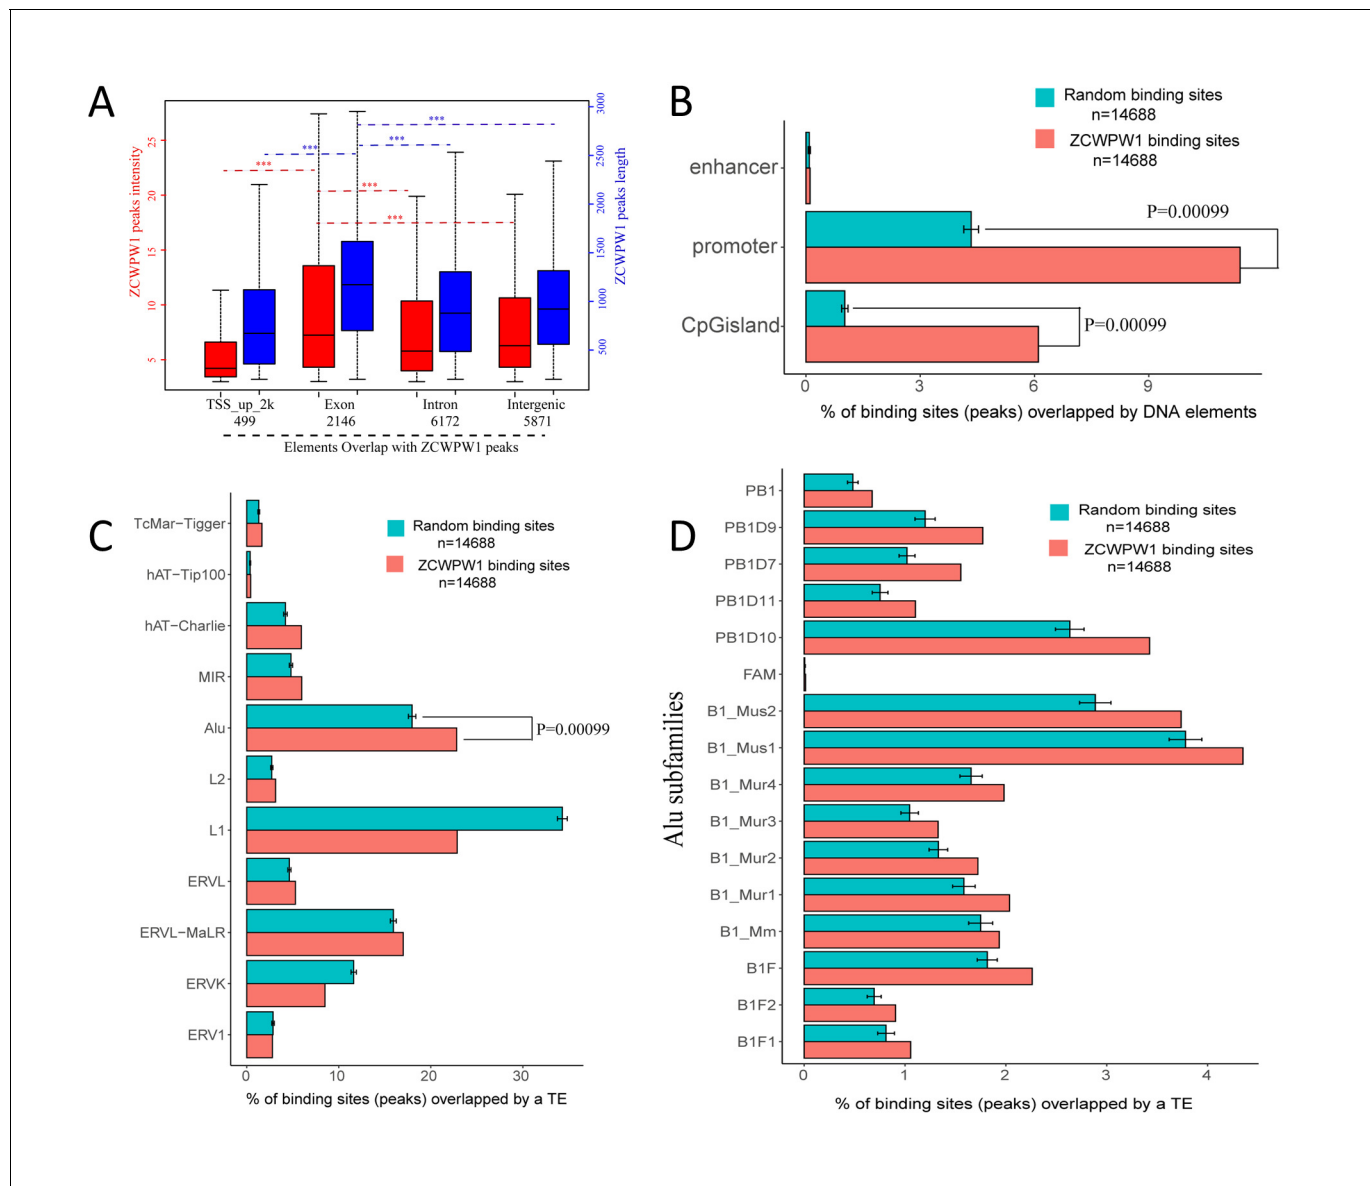 A
ZCWPW1 peaks intensity
5
10
15
20
25
***
***
***
***
***
***
500
1000
1500
2000
2500
3000
ZCWPW1 peaks length
TSS_up_2k
Exon
Intron
Intergenic
499
2146
6172
5871
Elements Overlap with ZCWPW1 peaks
B
Random binding sites
n=14688
ZCWPW1 binding sites
n=14688
enhancer
promoter
CpGisland
P=0.00099
P=0.00099
0
3
6
9
% of binding sites (peaks) overlapped by DNA elements
C
Random binding sites
n=14688
ZCWPW1 binding sites
n=14688
TcMar−Tigger
hAT−Tip100
hAT−Charlie
MIR
Alu
L2
L1
ERVL
ERVL−MaLR
ERVK
ERV1
P=0.00099
0
10
20
30
% of binding sites (peaks) overlapped by a TE
D
Random binding sites
n=14688
ZCWPW1 binding sites
n=14688
Alu subfamilies
PB1
PB1D9
PB1D7
PB1D11
PB1D10
FAM
B1_Mus2
B1_Mus1
B1_Mur4
B1_Mur3
B1_Mur2
B1_Mur1
B1_Mm
B1F
B1F2
B1F1
0
1
2
3
4
% of binding sites (peaks) overlapped by a TE